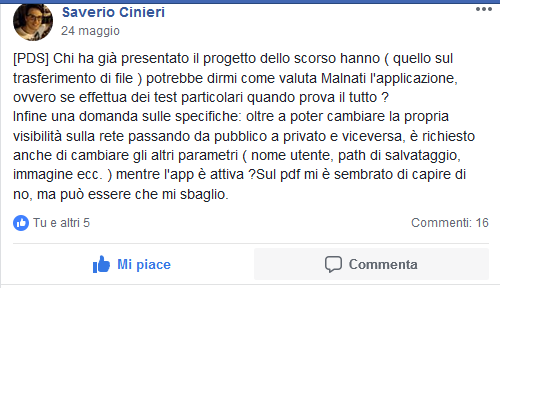 Saverio Cinieri
24 maggio
[PDS] Chi ha già presentato il progetto dello scorso hanno ( quello sul
trasferimento di file ) potrebbe dirmi come valuta Malnati l'applicazione,
ovvero se effettua dei test particolari quando prova il tutto ?
Infine una domanda sulle specifiche: oltre a poter cambiare la propria
visibilità sulla rete passando da pubblico a privato e viceversa, è richiesto
anche di cambiare gli altri parametri ( nome utente, path di salvataggio,
immagine ecc. ) mentre l'app è attiva ?Sul pdf mi è sembrato di capire di
no, ma può essere che mi sbaglio.
Tu e altri 5
Commenti: 16
Mi piace
Commenta